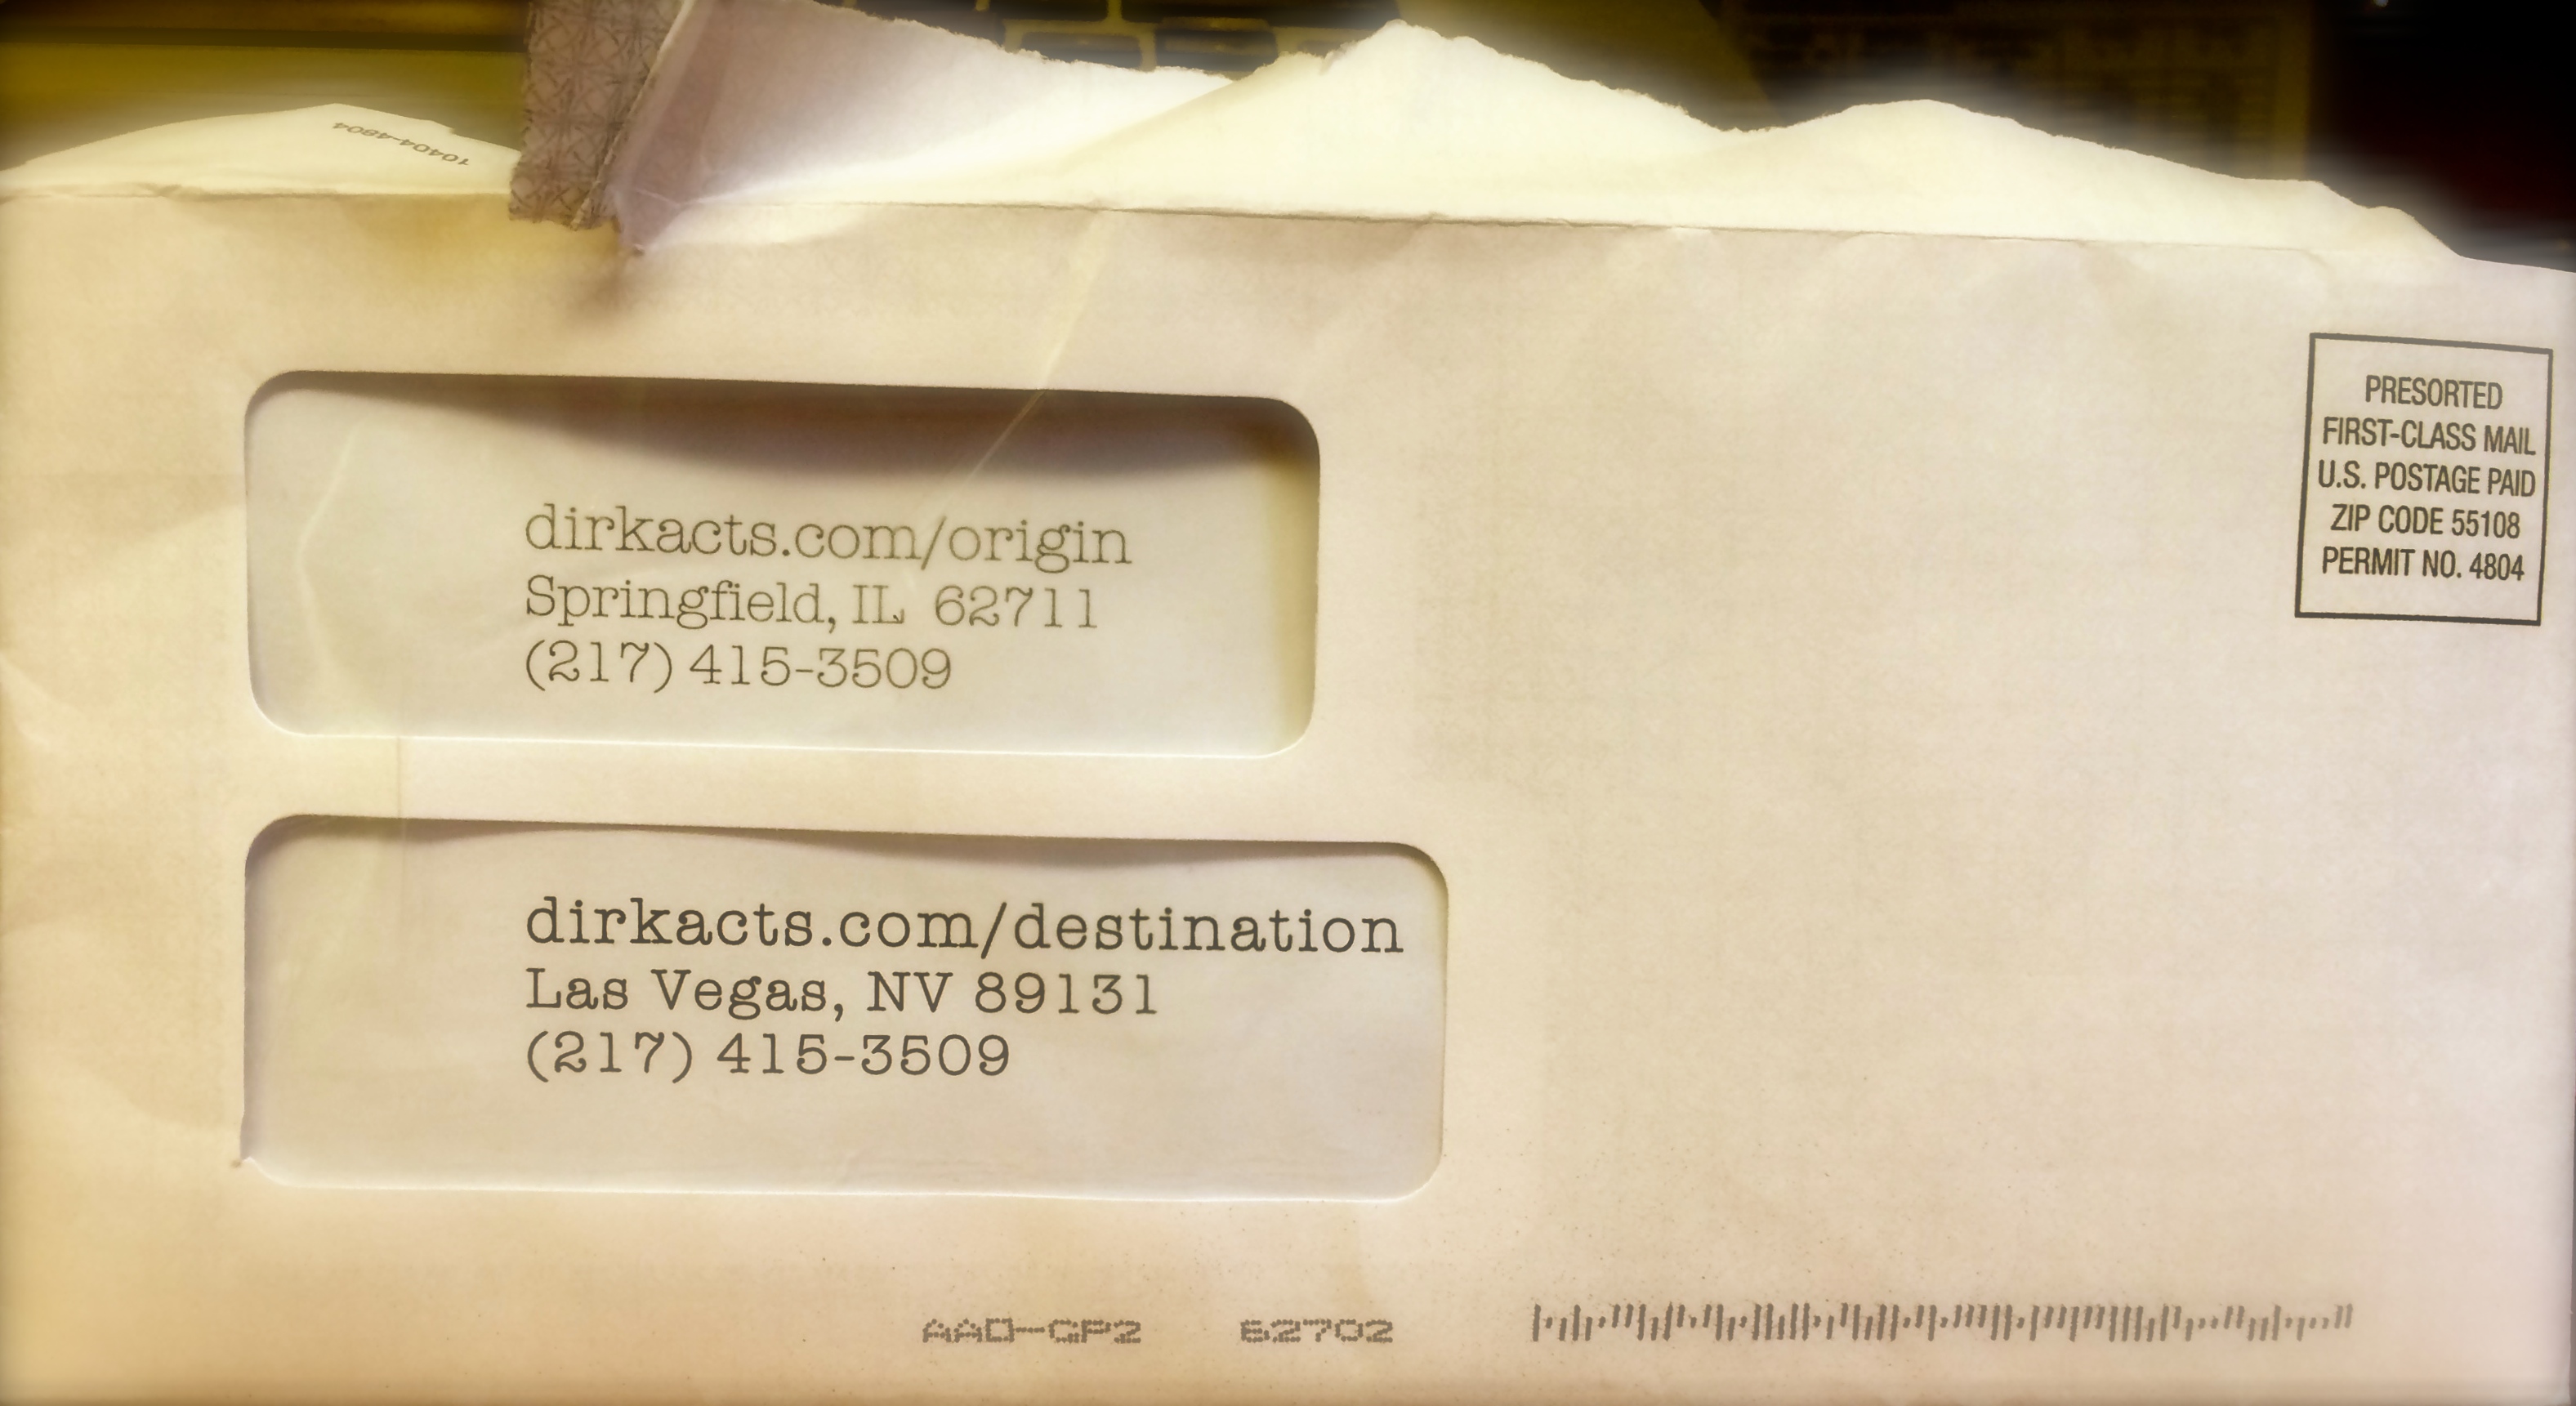 10404-4804
PRESORTED
FIRST-CLASS MAIL
U.S. POSTAGE PAID
ZIP CODE 55108
PERMIT NO. 4804
dirkacts.com/origin
Springfield, IL 62711
(217) 415-3509
dirkacts.com/destination
Las Vegas, NV 89131
(217) 415-3509
AAD-GP2 62702